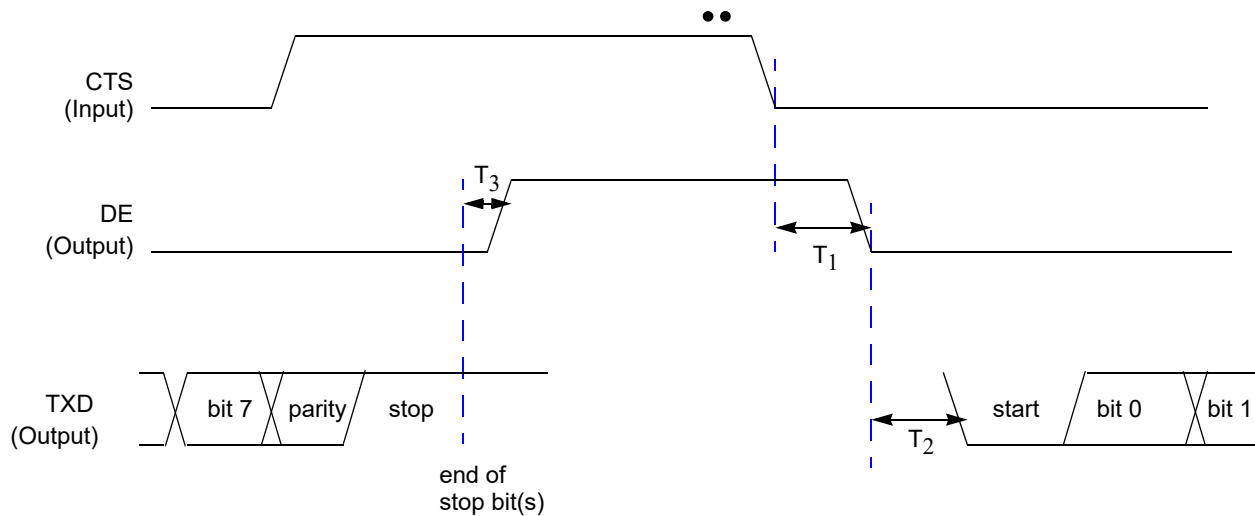 CTS
(Input)
T3
DE
(Output)
T1
TXD
(Output)
bit 7
parity
stop
start
bit 0
bit 1
T2
end of
stop bit(s)